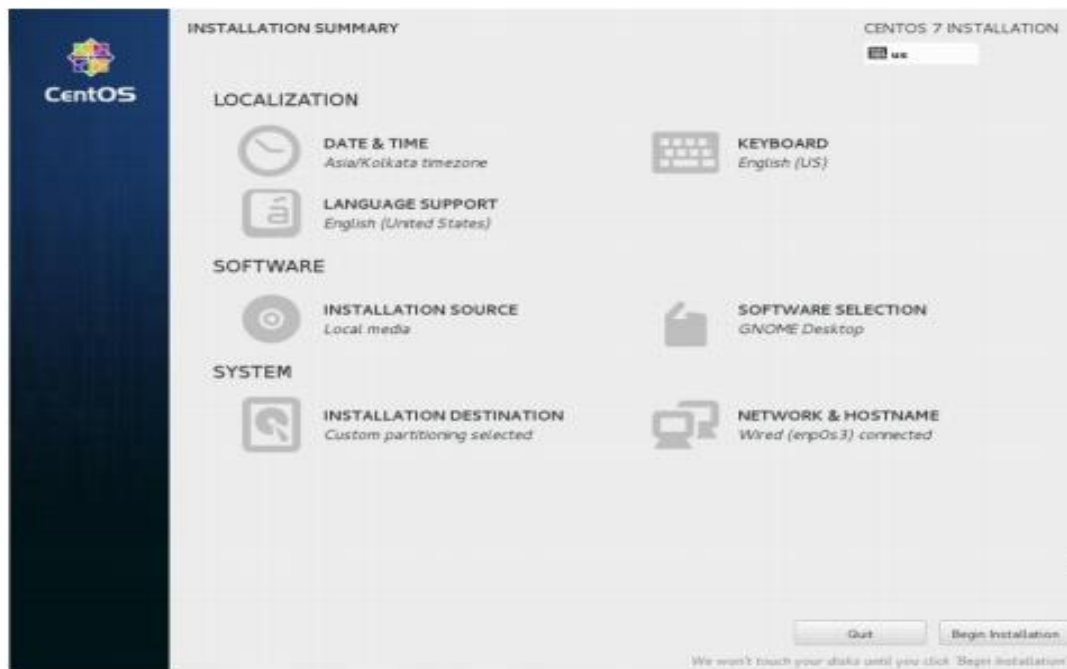 INSTALLATION SUMMARY
CENTOS 7 INSTALLATION
us
CentOS
LOCALIZATION
DATE & TIME
Asia/Kolkata timezone
KEYBOARD
English (US)
LANGUAGE SUPPORT
English (United States)
SOFTWARE
INSTALLATION SOURCE
Local media
SOFTWARE SELECTION
GNOME Desktop
SYSTEM
INSTALLATION DESTINATION
Custom partitioning selected
NETWORK & HOSTNAME
Wired (enp0s3) connected
Quit
Begin Installation
We won't touch your disks until you click 'Begin Installation'